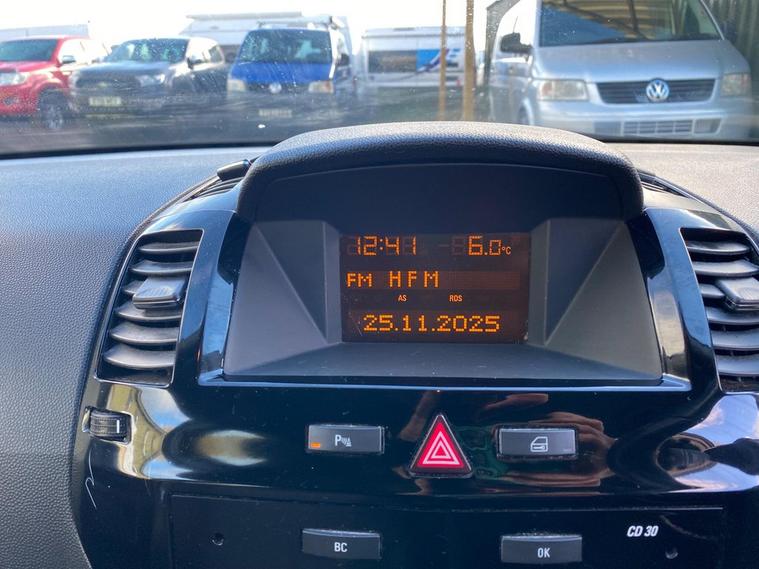 12:41 6.0°C
FM HFM
AS RDS
25.11.2025
P
CD 30
BC OK